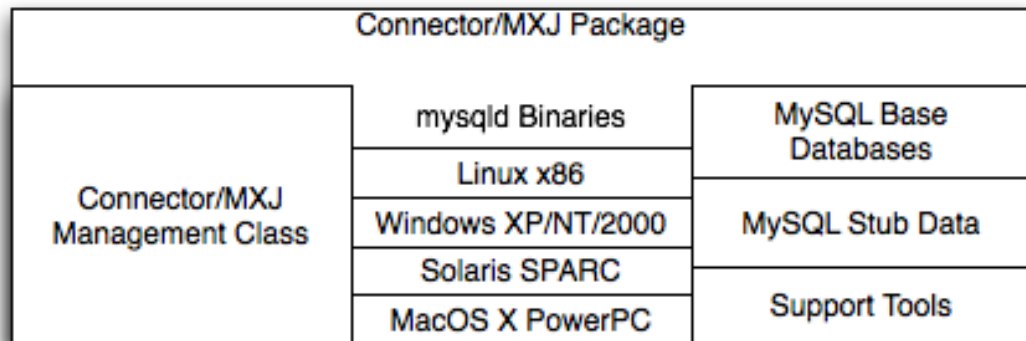 Connector/MXJ Package
Connector/MXJ
Management Class
mysqld Binaries
Linux x86
Windows XP/NT/2000
Solaris SPARC
MacOS X PowerPC
MySQL Base
Databases
MySQL Stub Data
Support Tools